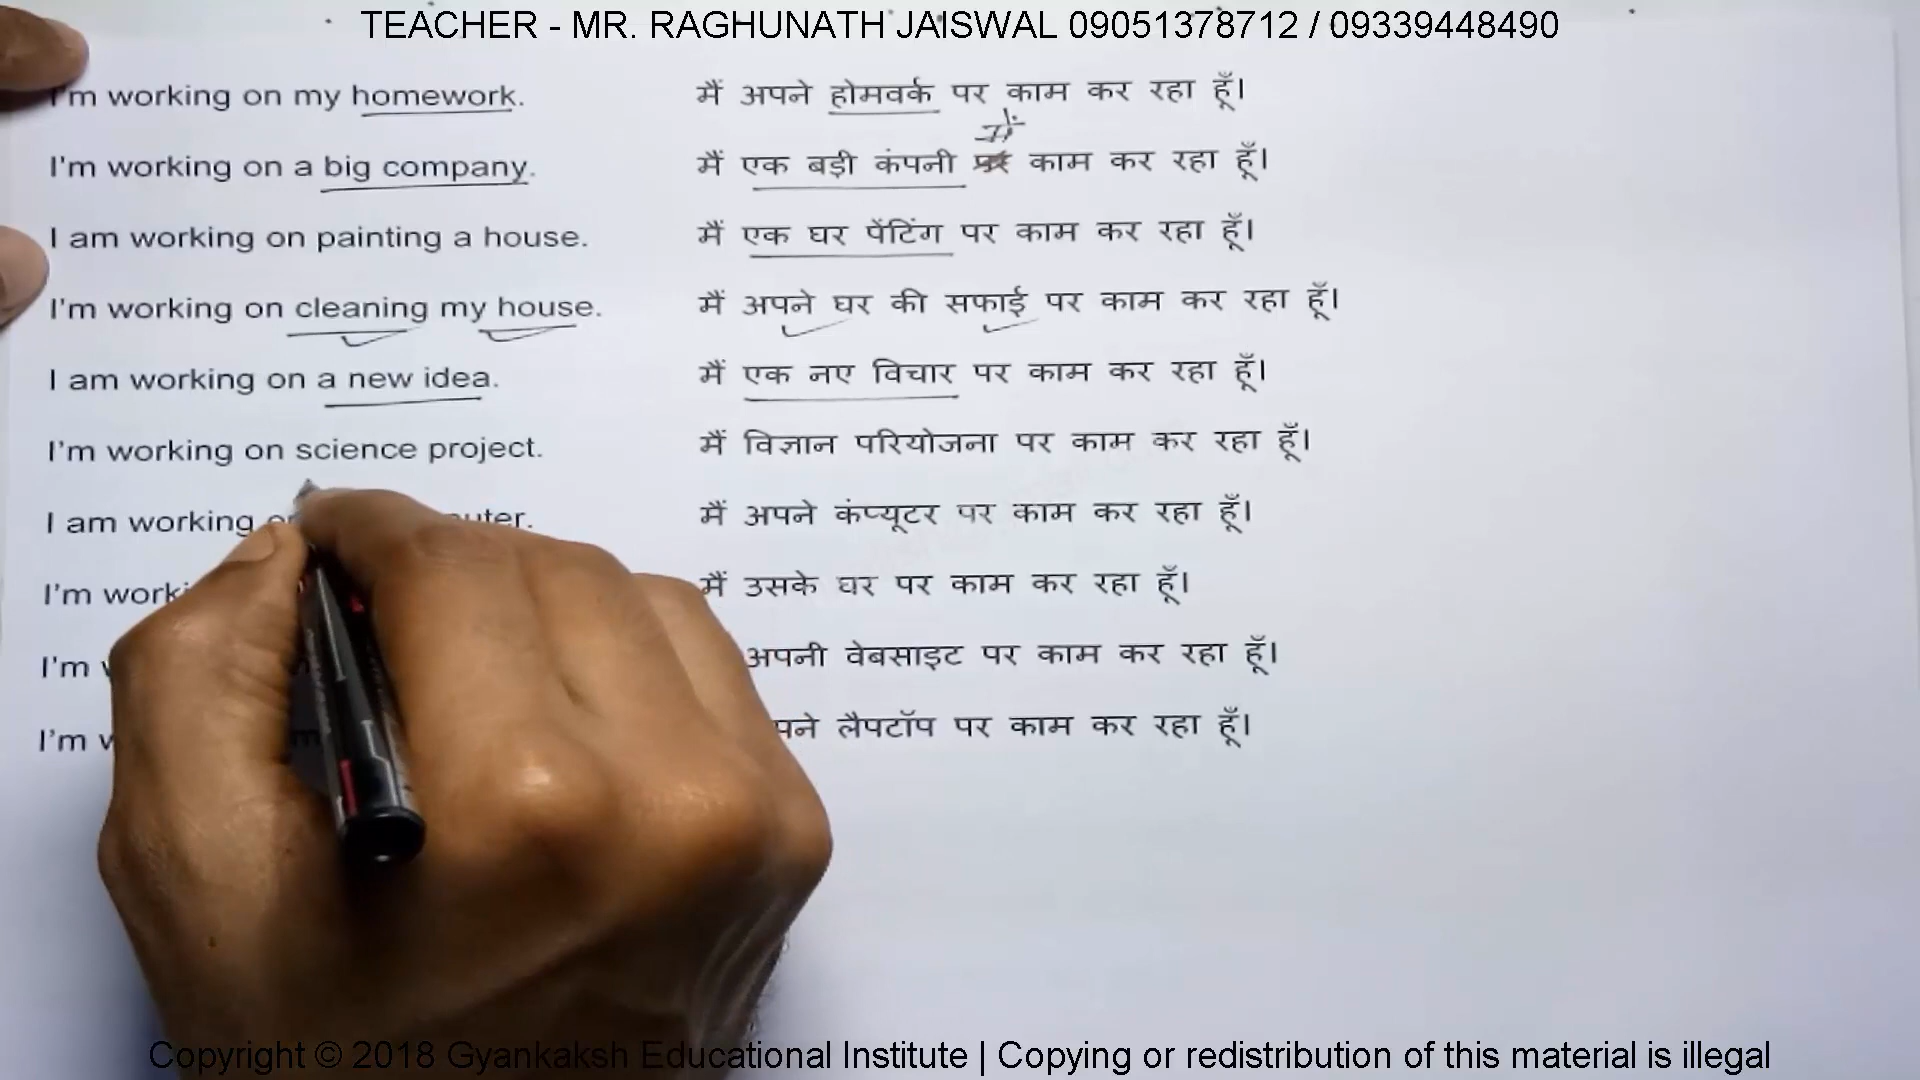 TEACHER - MR. RAGHUNATH JAISWAL 09051378712 / 09339448490
I'm working on my homework. मैं अपने होमवर्क पर काम कर रहा हूँ।
में
I'm working on a big company. मैं एक बड़ी कंपनी पर काम कर रहा हूँ।
I am working on painting a house. मैं एक घर पेंटिंग पर काम कर रहा हूँ।
I'm working on cleaning my house. मैं अपने घर की सफाई पर काम कर रहा हूँ।
I am working on a new idea. मैं एक नए विचार पर काम कर रहा हूँ।
I'm working on science project. मैं विज्ञान परियोजना पर काम कर रहा हूँ।
I am working मैं अपने कंप्यूटर पर काम कर रहा हूँ।
I'm मैं उसके घर पर काम कर रहा हूँ।
I'm अपनी वेबसाइट पर काम कर रहा हूँ।
I'm लैपटॉप पर काम कर रहा हूँ।
Copyright © 2018 Gyankaksh Educational Institute | Copying or redistribution of this material is illegal